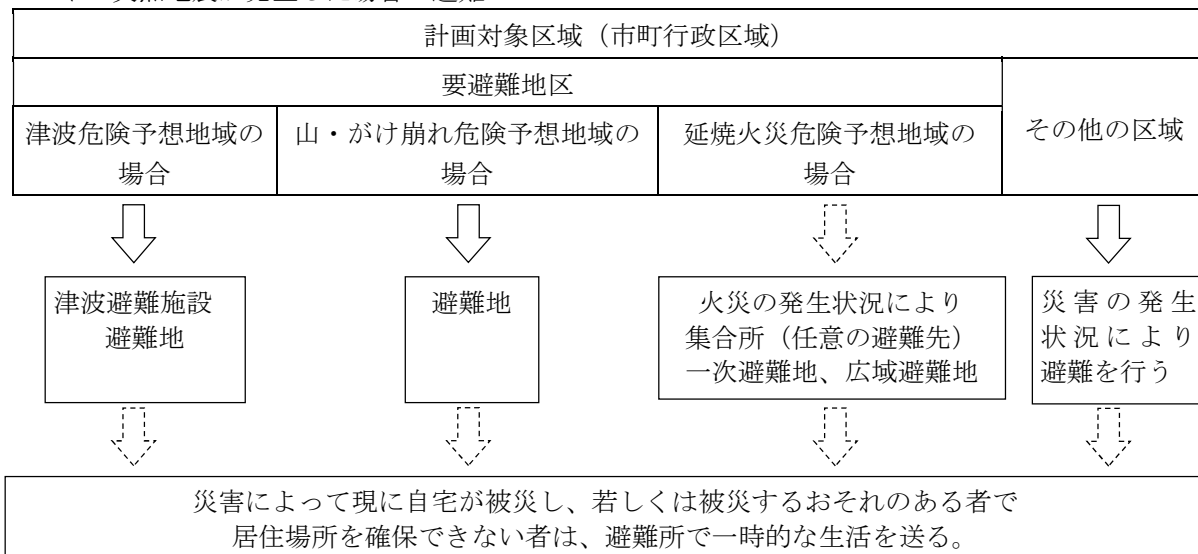 計画対象区域（市町行政区域）
要避難地区
津波危険予想地域の
場合
山・がけ崩れ危険予想地域の
場合
延焼火災危険予想地域の
場合
その他の区域
津波避難施設
避難地
避難地
火災の発生状況により
集合所（任意の避難先）
一次避難地、広域避難地
災害の発生
状況により
避難を行う
災害によって現に自宅が被災し、若しくは被災するおそれのある者で
居住場所を確保できない者は、避難所で一時的な生活を送る。